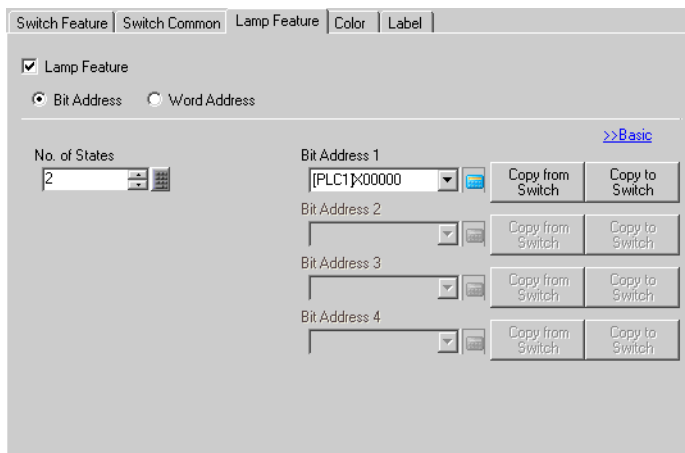 Switch Feature Switch Common Lamp Feature Color Label
Lamp Feature
Bit Address Word Address
>>Basic
No. of States
2
Bit Address 1
[PLC1]X00000
Copy from
Switch
Copy to
Switch
Bit Address 2
Copy from
Switch
Copy to
Switch
Bit Address 3
Copy from
Switch
Copy to
Switch
Bit Address 4
Copy from
Switch
Copy to
Switch